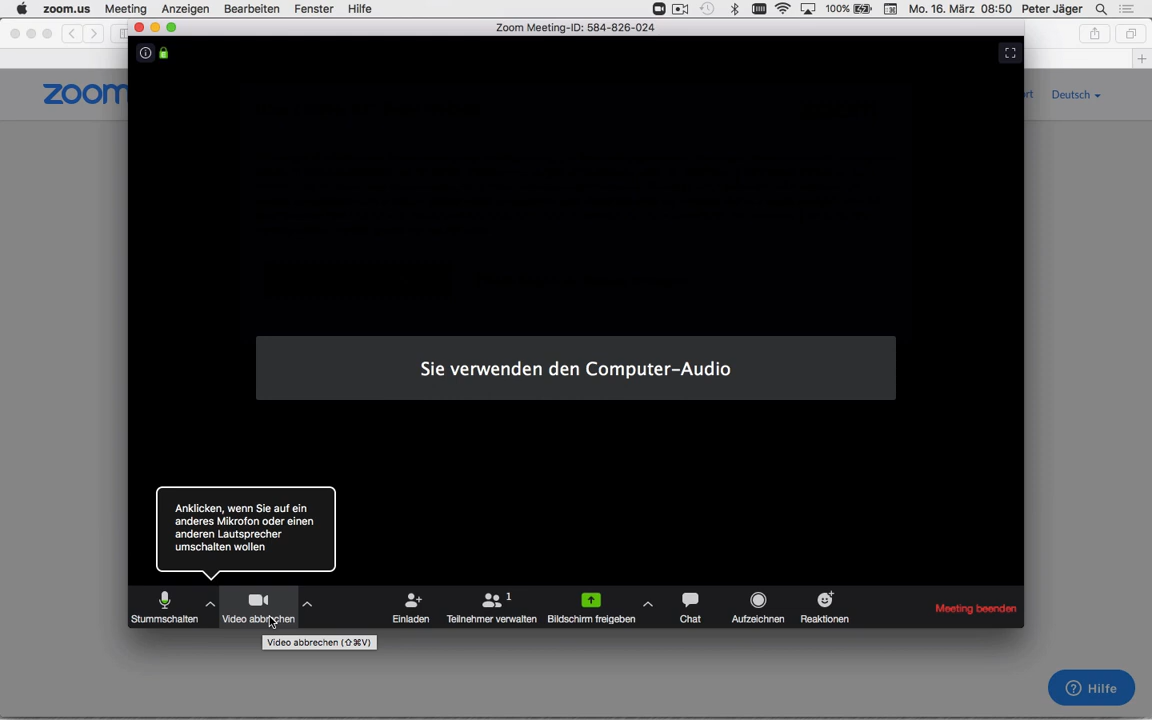 zoom.us Meeting Anzeigen Bearbeiten Fenster Hilfe 100% Mo. 16. März 08:50 Peter Jäger
Zoom Meeting-ID: 584-826-024
zoom
rt Deutsch
Sie verwenden den Computer-Audio
Anklicken, wenn Sie auf ein
anderes Mikrofon oder einen
anderen Lautsprecher
umschalten wollen
1
Stummschalten Video abbrechen Einladen Teilnehmer verwalten Bildschirm freigeben Chat Aufzeichnen Reaktionen Meeting beenden
Video abbrechen (⇧⌘V)
Hilfe